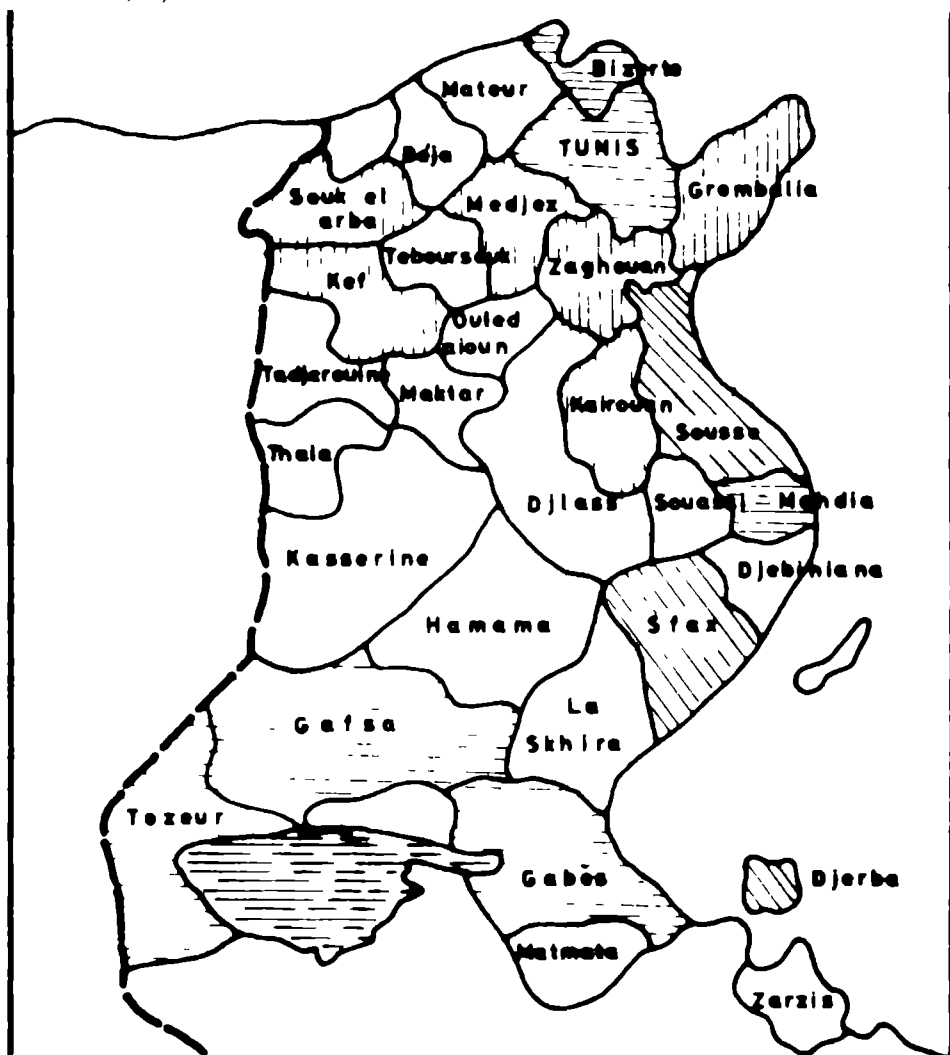 Bizerte
Mateur
TUNIS
Béja
Grombalia
Souk el
arba
Medjez
Teboursouk
Zaghouan
Kef
Ouled
aioun
Tadjerouine
Maktar
Kairouan
Sousse
Thala
Djlass
Souassi
Mahdia
Kasserine
Djebiniana
Hamama
Sfax
La
Skhira
Gafsa
Tozeur
Gabès
Djerba
Matmata
Zarzis